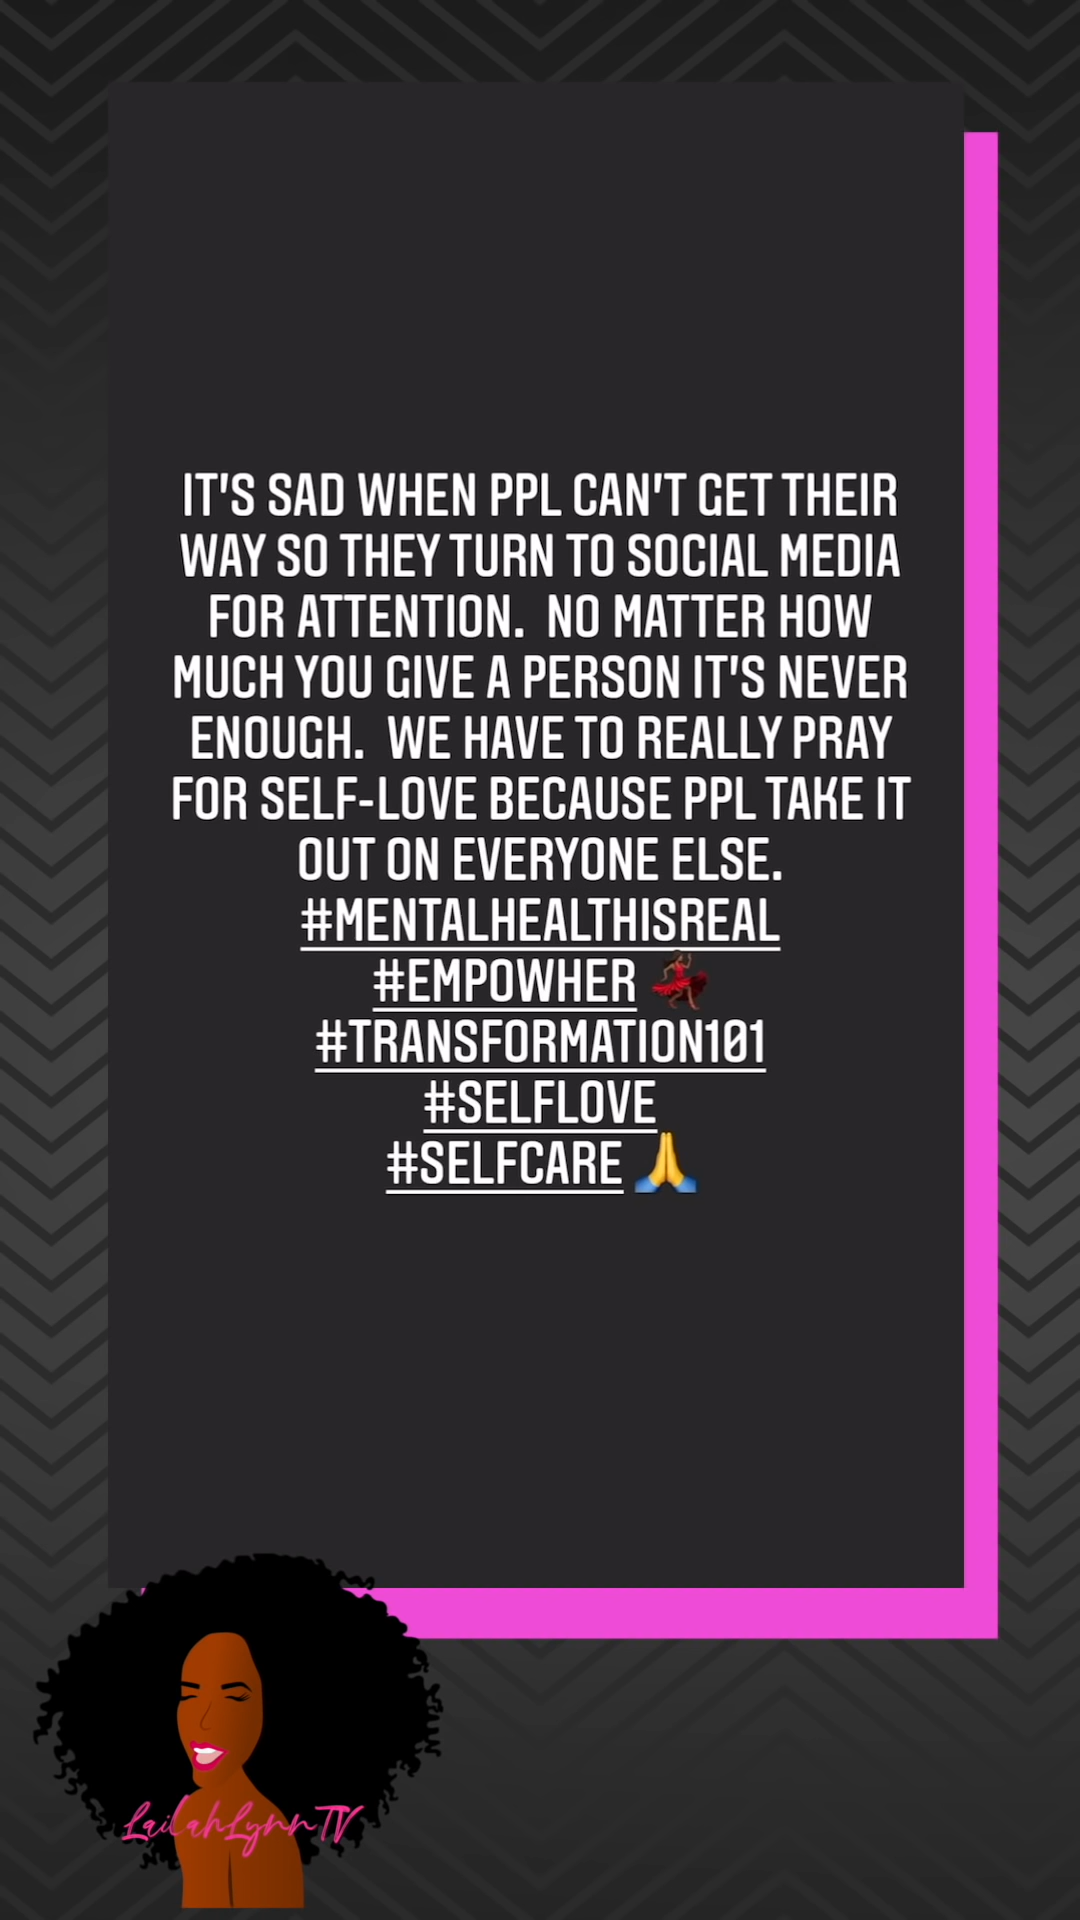 IT'S SAD WHEN PPL CAN'T GET THEIR
WAY SO THEY TURN TO SOCIAL MEDIA
FOR ATTENTION.  NO MATTER HOW
MUCH YOU GIVE A PERSON IT'S NEVER
ENOUGH.  WE HAVE TO REALLY PRAY
FOR SELF-LOVE BECAUSE PPL TAKE IT
OUT ON EVERYONE ELSE.
#MENTALHEALTHISREAL
#EMPOWHER 💃🏾
#TRANSFORMATION101
#SELFLOVE
#SELFCARE 🙏
LailahLynnTV